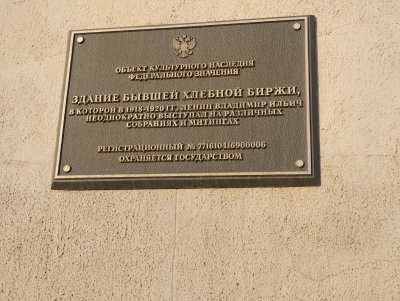 ОБЪЕКТ КУЛЬТУРНОГО НАСЛЕДИЯ
ФЕДЕРАЛЬНОГО ЗНАЧЕНИЯ
ЗДАНИЕ БЫВШЕЙ ХЛЕБНОЙ БИРЖИ,
В КОТОРОЙ В 1918-1920 ГГ. ЛЕНИН ВЛАДИМИР ИЛЬИЧ
НЕОДНОКРАТНО ВЫСТУПАЛ НА РАЗЛИЧНЫХ
СОБРАНИЯХ И МИТИНГАХ
РЕГИСТРАЦИОННЫЙ № 771610416900006
ОХРАНЯЕТСЯ ГОСУДАРСТВОМ